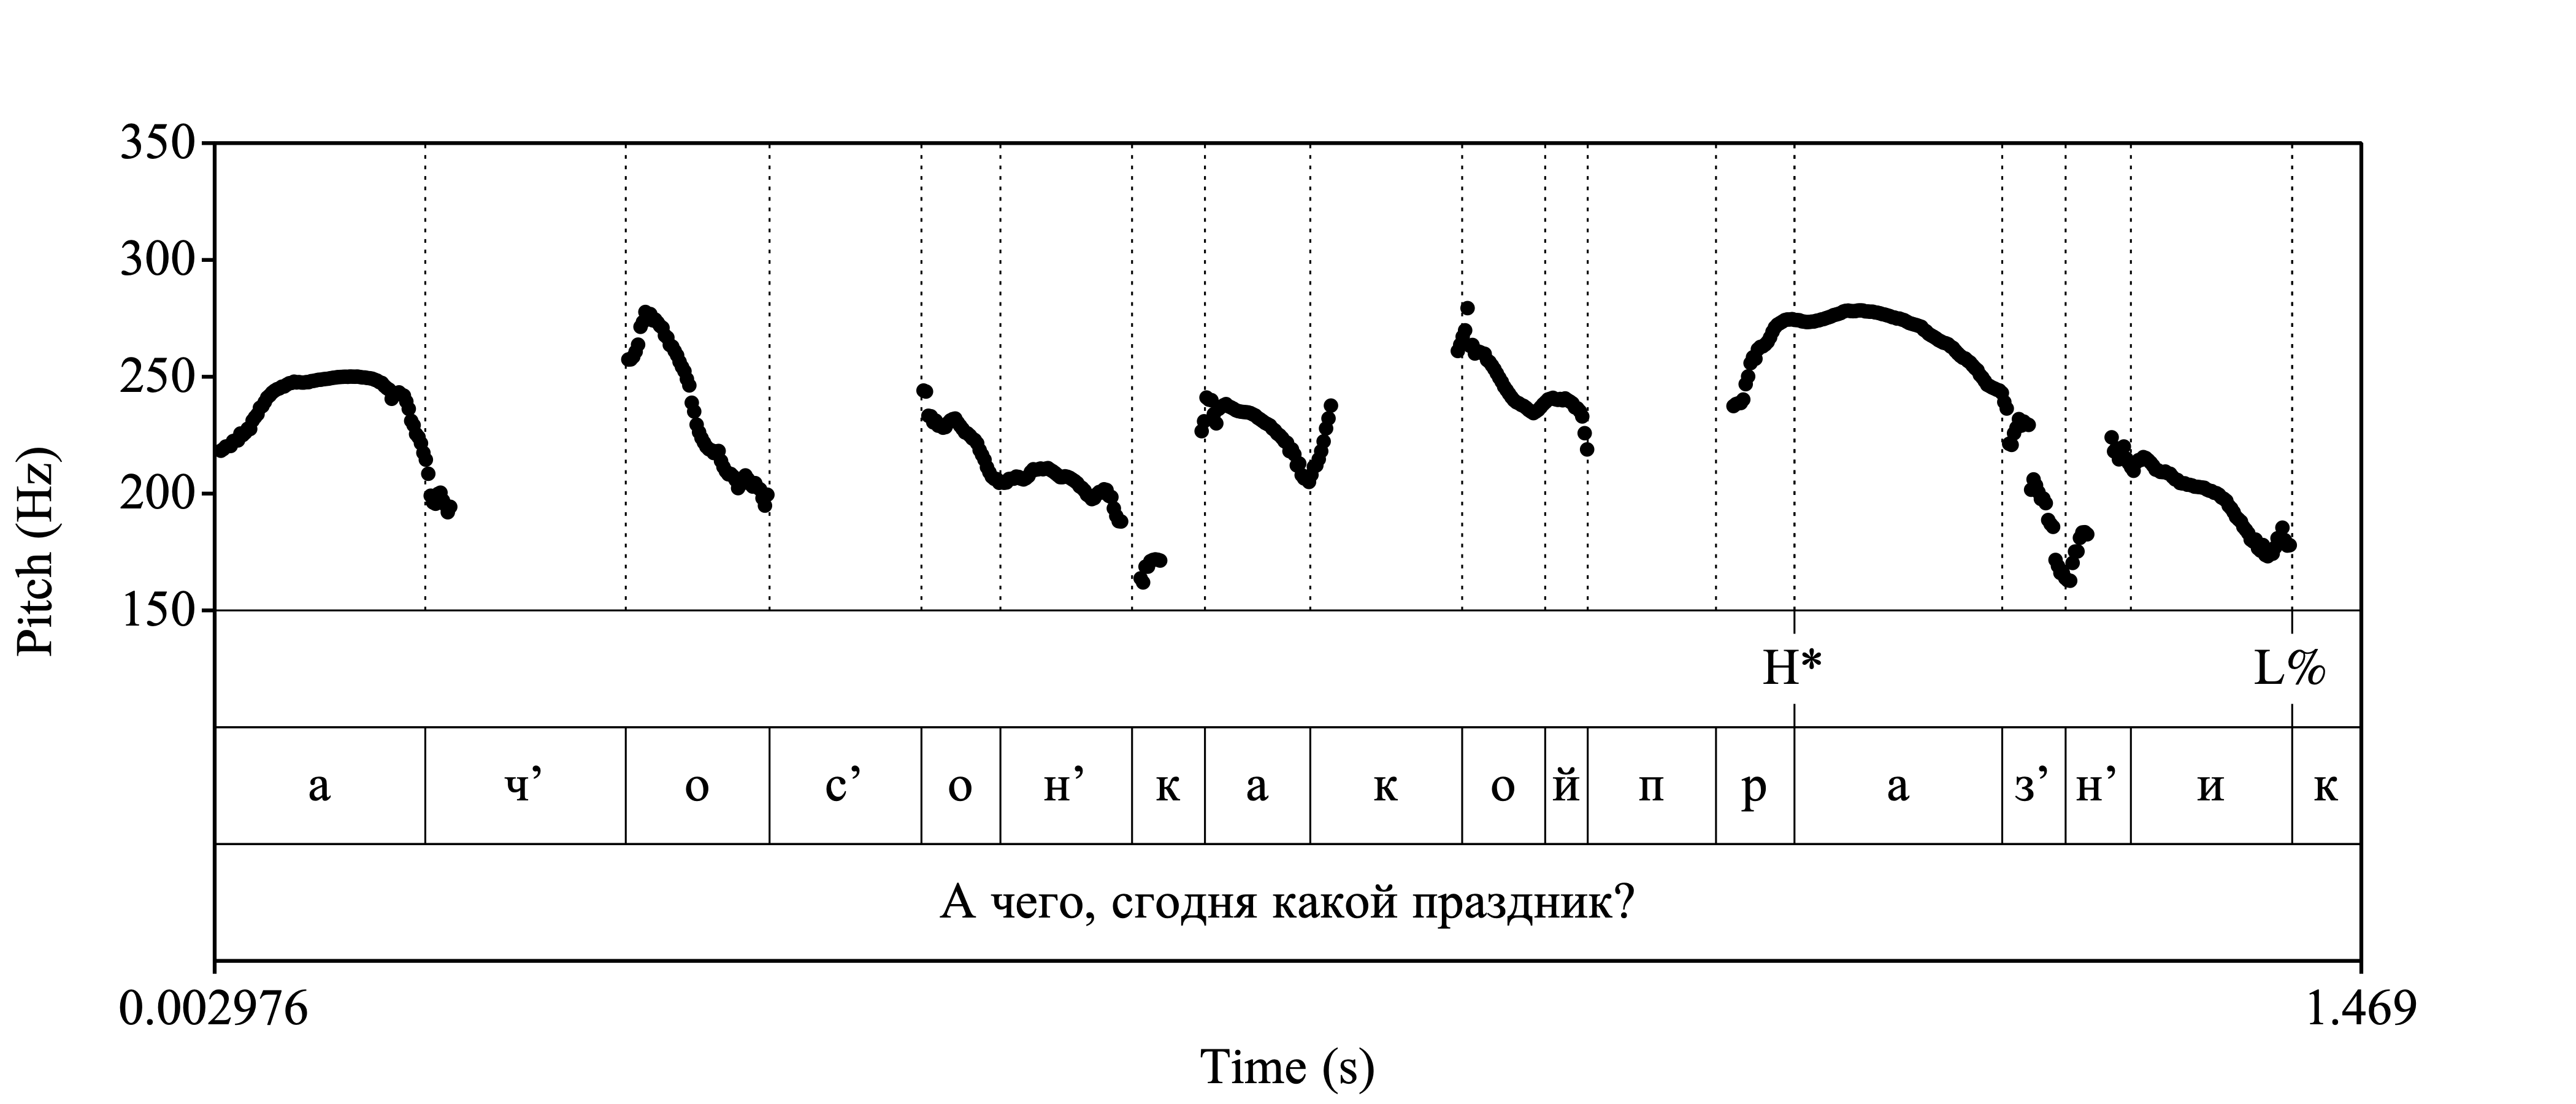 350
300
250
200
150
Pitch (Hz)
H* L%
а ч’ о с’ о н’ к а к о й п р а з’ н’ и к
А чего, сгодня какой праздник?
0.002976 1.469
Time (s)